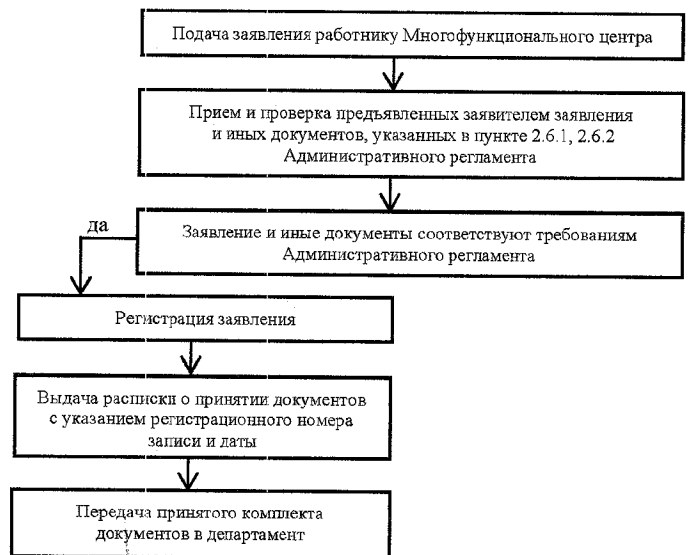 Подача заявления работнику Многофункционального центра
Прием и проверка предъявленных заявителем заявления
и иных документов, указанных в пункте 2.6.1, 2.6.2
Административного регламента
да
Заявление и иные документы соответствуют требованиям
Административного регламента
Регистрация заявления
Выдача расписки о принятии документов
с указанием регистрационного номера
записи и даты
Передача принятого комплекта
документов в департамент